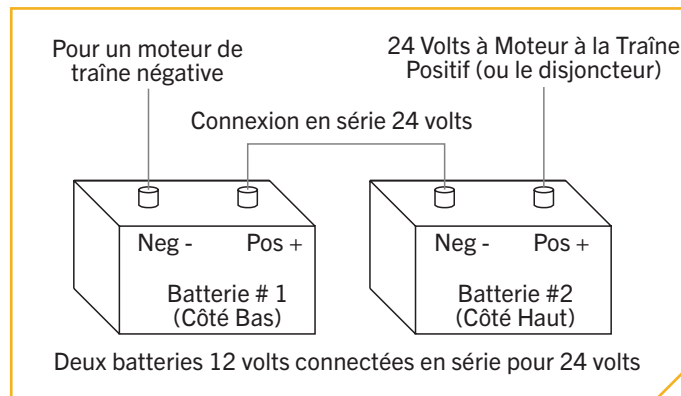 Pour un moteur de
traîne négative
24 Volts à Moteur à la Traîne
Positif (ou le disjoncteur)
Connexion en série 24 volts
Neg - Pos +
Batterie # 1
(Côté Bas)
Neg - Pos +
Batterie #2
(Côté Haut)
Deux batteries 12 volts connectées en série pour 24 volts